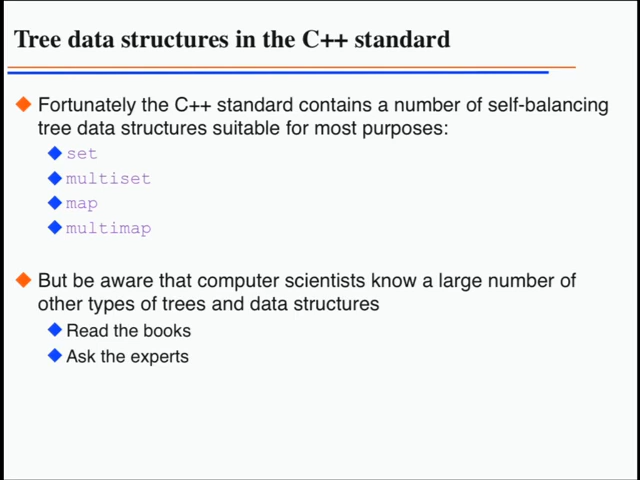 Tree data structures in the C++ standard
Fortunately the C++ standard contains a number of self-balancing
tree data structures suitable for most purposes:
set
multiset
map
multimap
But be aware that computer scientists know a large number of
other types of trees and data structures
Read the books
Ask the experts